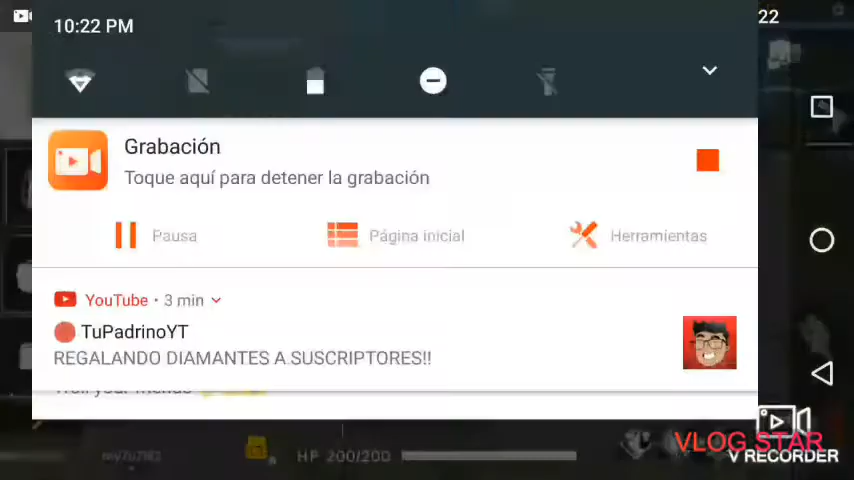 10:22 PM
22
Grabación
Toque aquí para detener la grabación
Pausa
Página inicial
Herramientas
YouTube • 3 min
TuPadrinoYT
REGALANDO DIAMANTES A SUSCRIPTORES!!
HP 200/200
VLOG STAR
V RECORDER